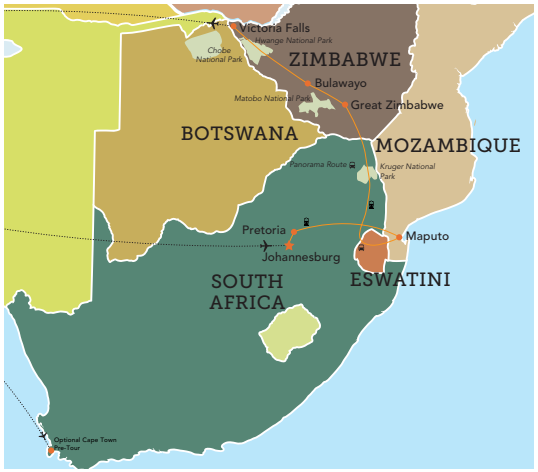 Victoria Falls
Hwange National Park
Chobe
National Park
ZIMBABWE
Bulawayo
Matobo National Park
Great Zimbabwe
BOTSWANA
MOZAMBIQUE
Panorama Route
Kruger National
Park
Pretoria
Maputo
Johannesburg
ESWATINI
SOUTH
AFRICA
Optional Cape Town
Pre-Tour